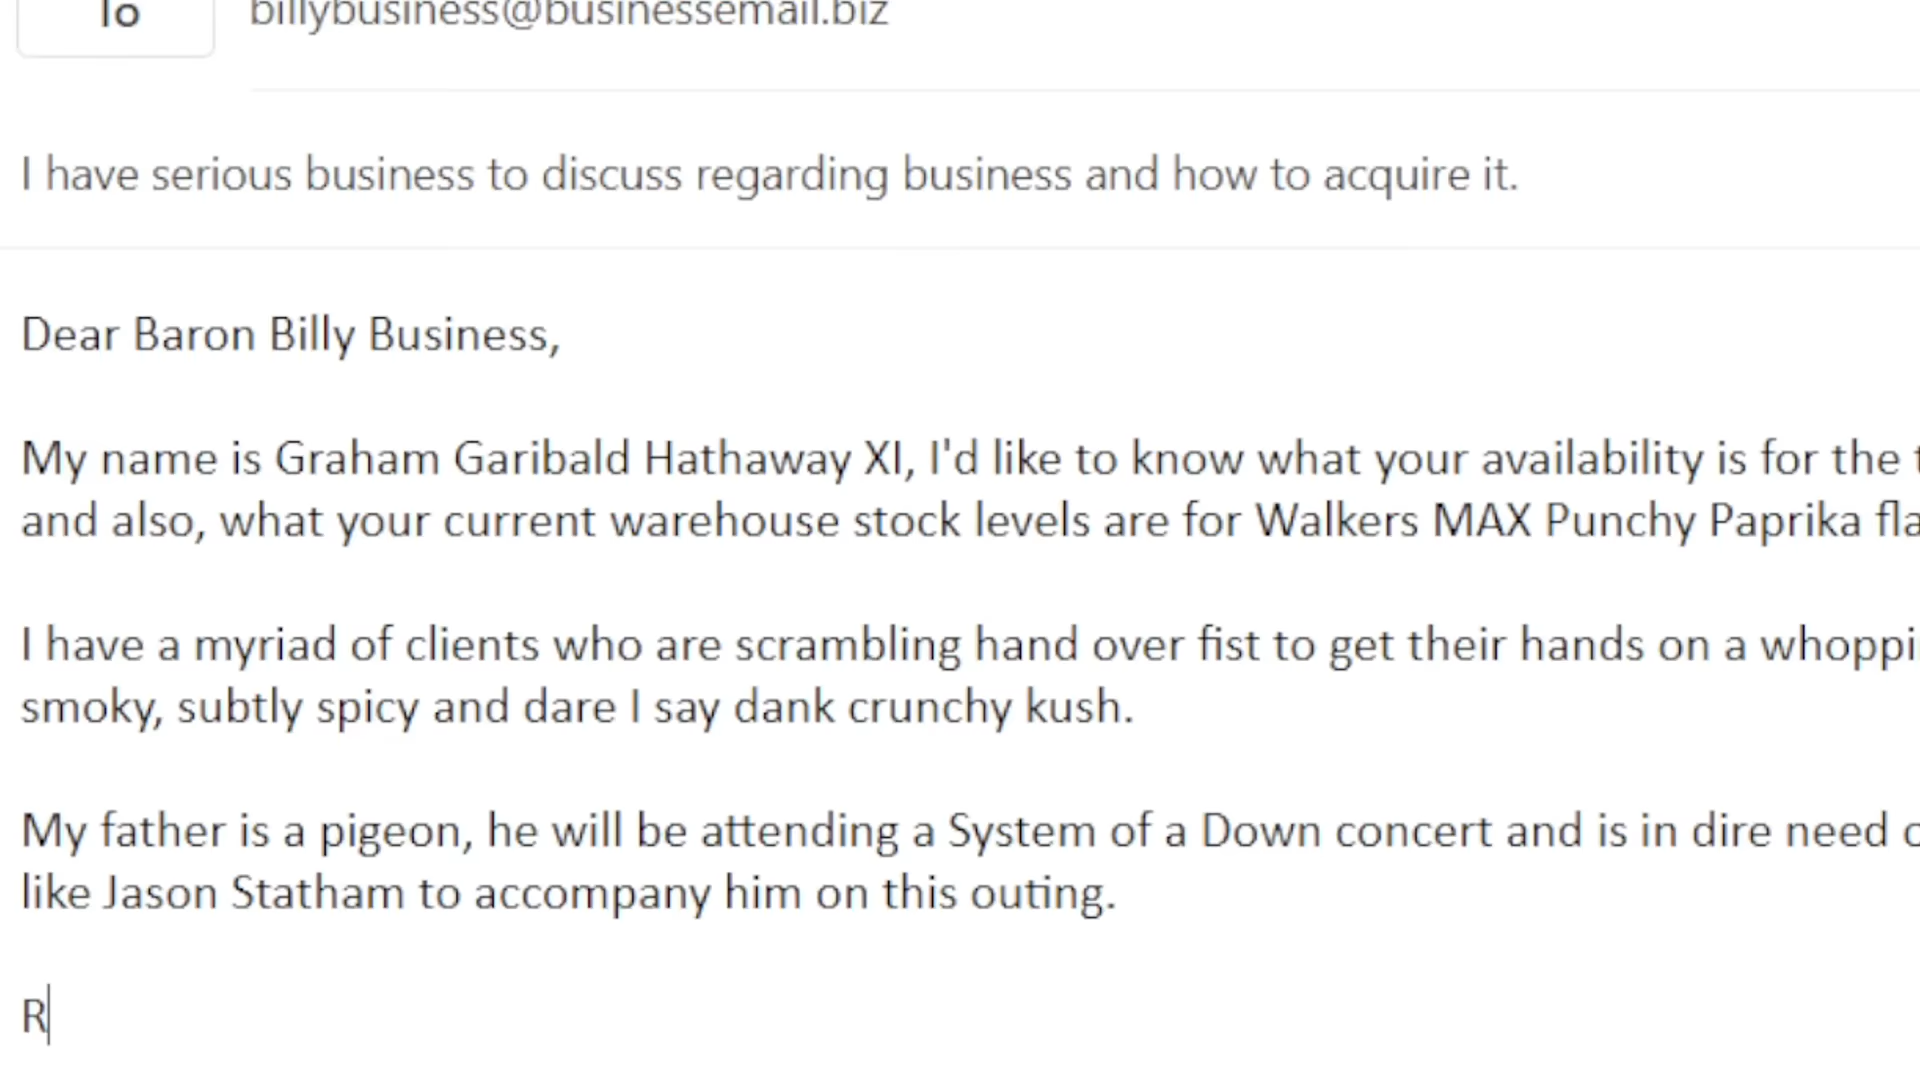 To
billybusiness@businessemail.biz
I have serious business to discuss regarding business and how to acquire it.
Dear Baron Billy Business,
My name is Graham Garibald Hathaway XI, I'd like to know what your availability is for the
and also, what your current warehouse stock levels are for Walkers MAX Punchy Paprika
I have a myriad of clients who are scrambling hand over fist to get their hands on a
smoky, subtly spicy and dare I say dank crunchy kush.
My father is a pigeon, he will be attending a System of a Down concert and is in dire need
like Jason Statham to accompany him on this outing.
R